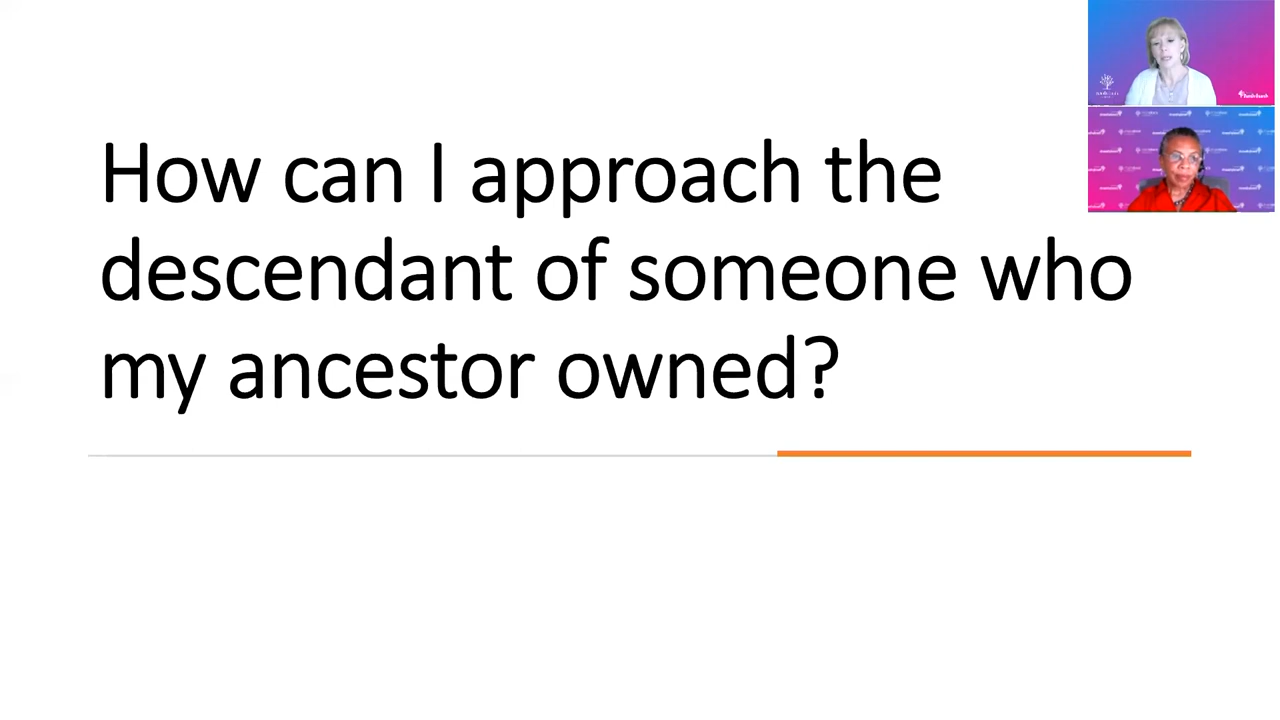 How can I approach the
descendant of someone who
my ancestor owned?